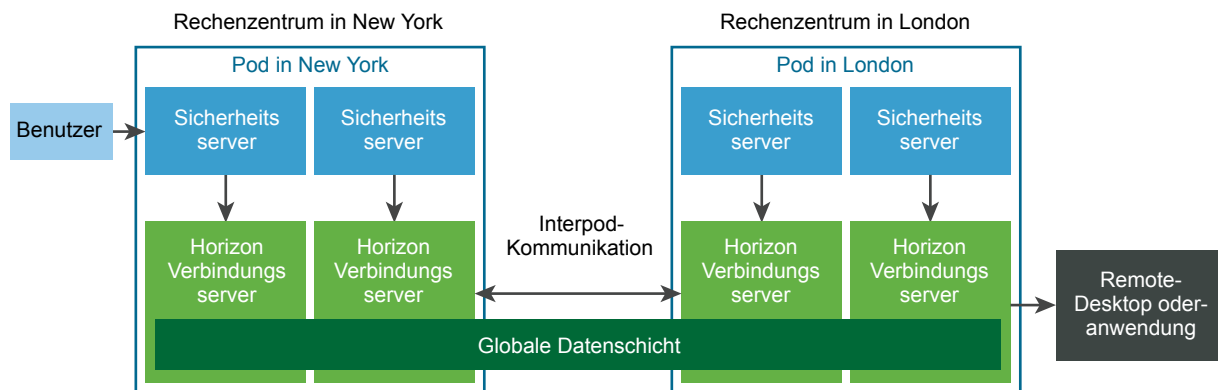 Rechenzentrum in New York
Rechenzentrum in London
Pod in New York
Pod in London
Benutzer
Sicherheits
server
Sicherheits
server
Sicherheits
server
Sicherheits
server
Horizon
Verbindungs
server
Horizon
Verbindungs
server
Interpod-
Kommunikation
Horizon
Verbindungs
server
Horizon
Verbindungs
server
Remote-
Desktop oder-
anwendung
Globale Datenschicht